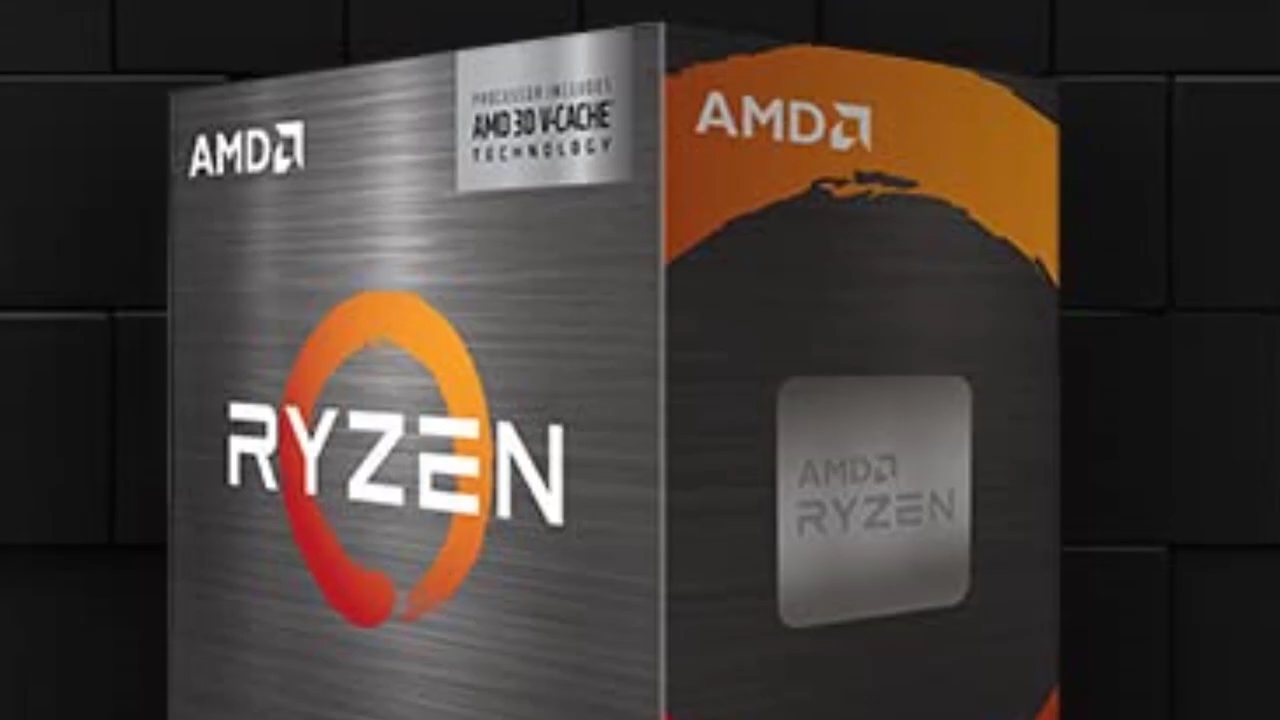 AMD
PROCESSOR INCLUDES
AMD 3D V-CACHE
TECHNOLOGY
RYZEN
AMD
AMD
RYZEN